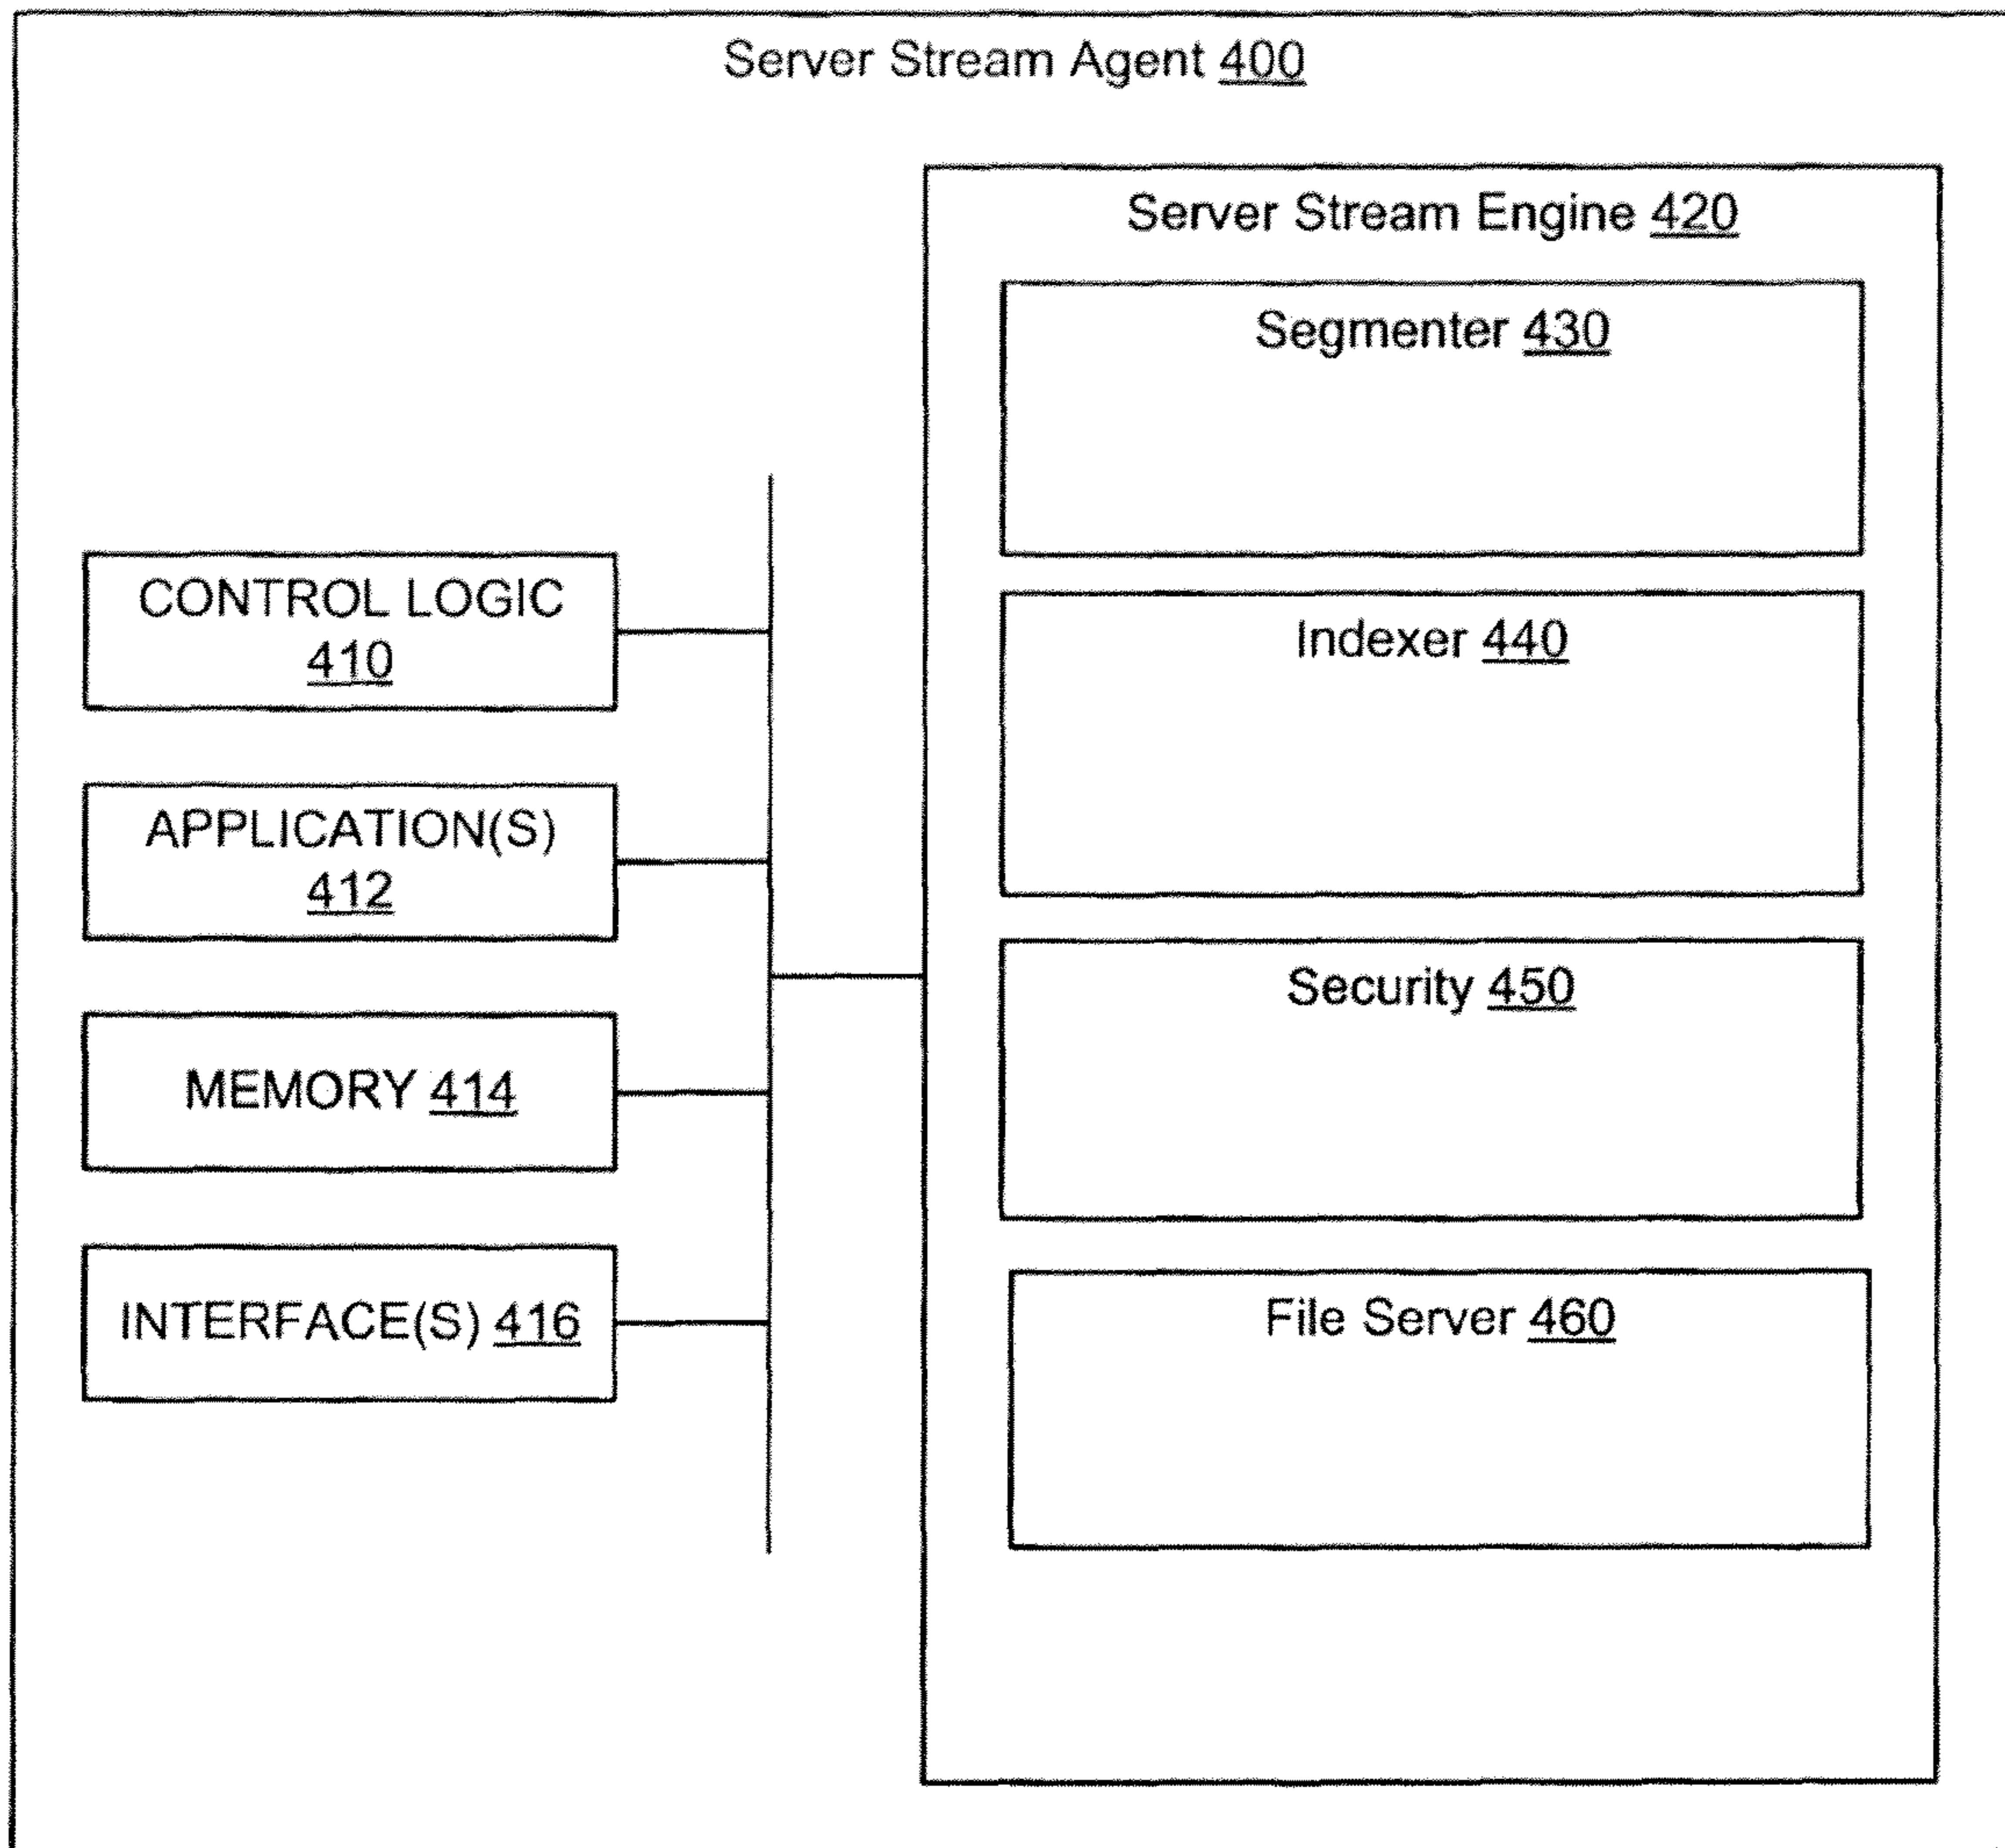 Server Stream Agent 400
Server Stream Engine 420
Segmenter 430
Indexer 440
Security 450
File Server 460
CONTROL LOGIC
410
APPLICATION(S)
412
MEMORY 414
INTERFACE(S) 416